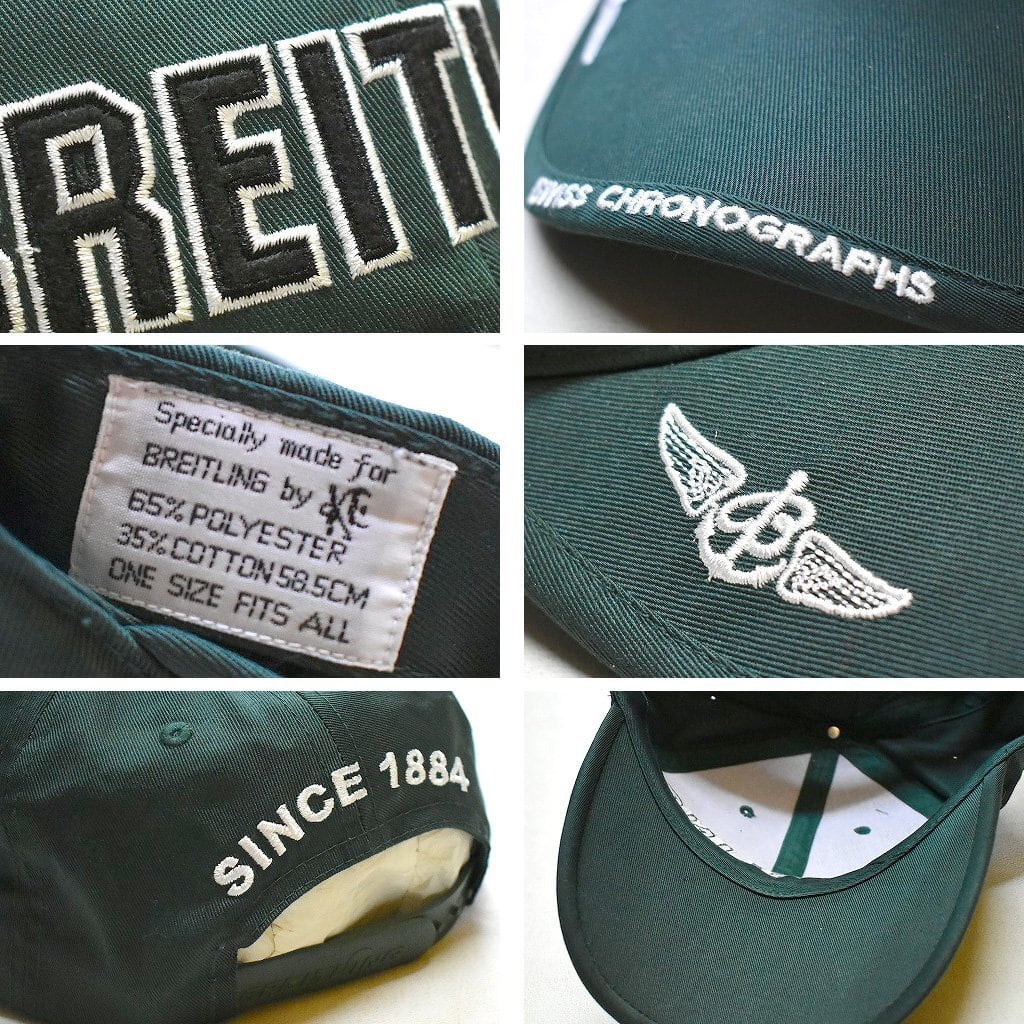 REITL
SWISS CHRONOGRAPHS
Specially made for
BREITLING by
65% POLYESTER
35% COTTON 58.5CM
ONE SIZE FITS ALL
B
SINCE 1884